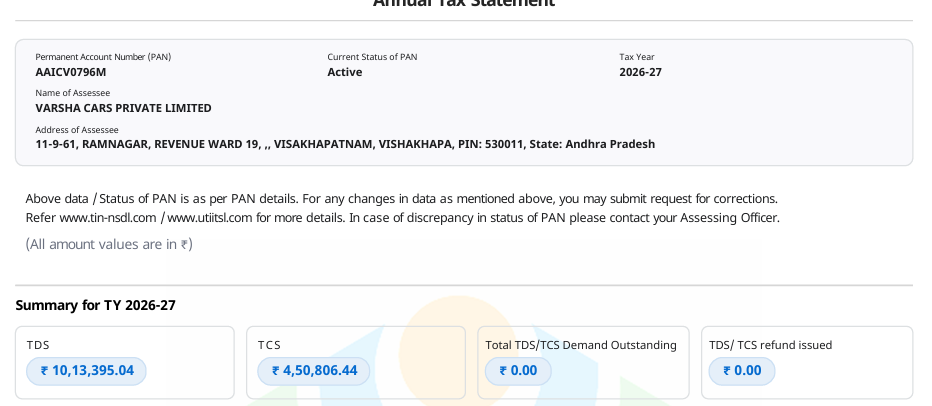 Annual Tax Statement
Permanent Account Number (PAN) Current Status of PAN Tax Year
AAICV0796M Active 2026-27
Name of Assessee
VARSHA CARS PRIVATE LIMITED
Address of Assessee
11-9-61, RAMNAGAR, REVENUE WARD 19, ,, VISAKHAPATNAM, VISHAKHAPA, PIN: 530011, State: Andhra Pradesh
Above data / Status of PAN is as per PAN details. For any changes in data as mentioned above, you may submit request for corrections.
Refer www.tin-nsdl.com / www.utiitsl.com for more details. In case of discrepancy in status of PAN please contact your Assessing Officer.
(All amount values are in ₹)
Summary for TY 2026-27
TDS TCS Total TDS/TCS Demand Outstanding TDS/ TCS refund issued
₹ 10,13,395.04 ₹ 4,50,806.44 ₹ 0.00 ₹ 0.00